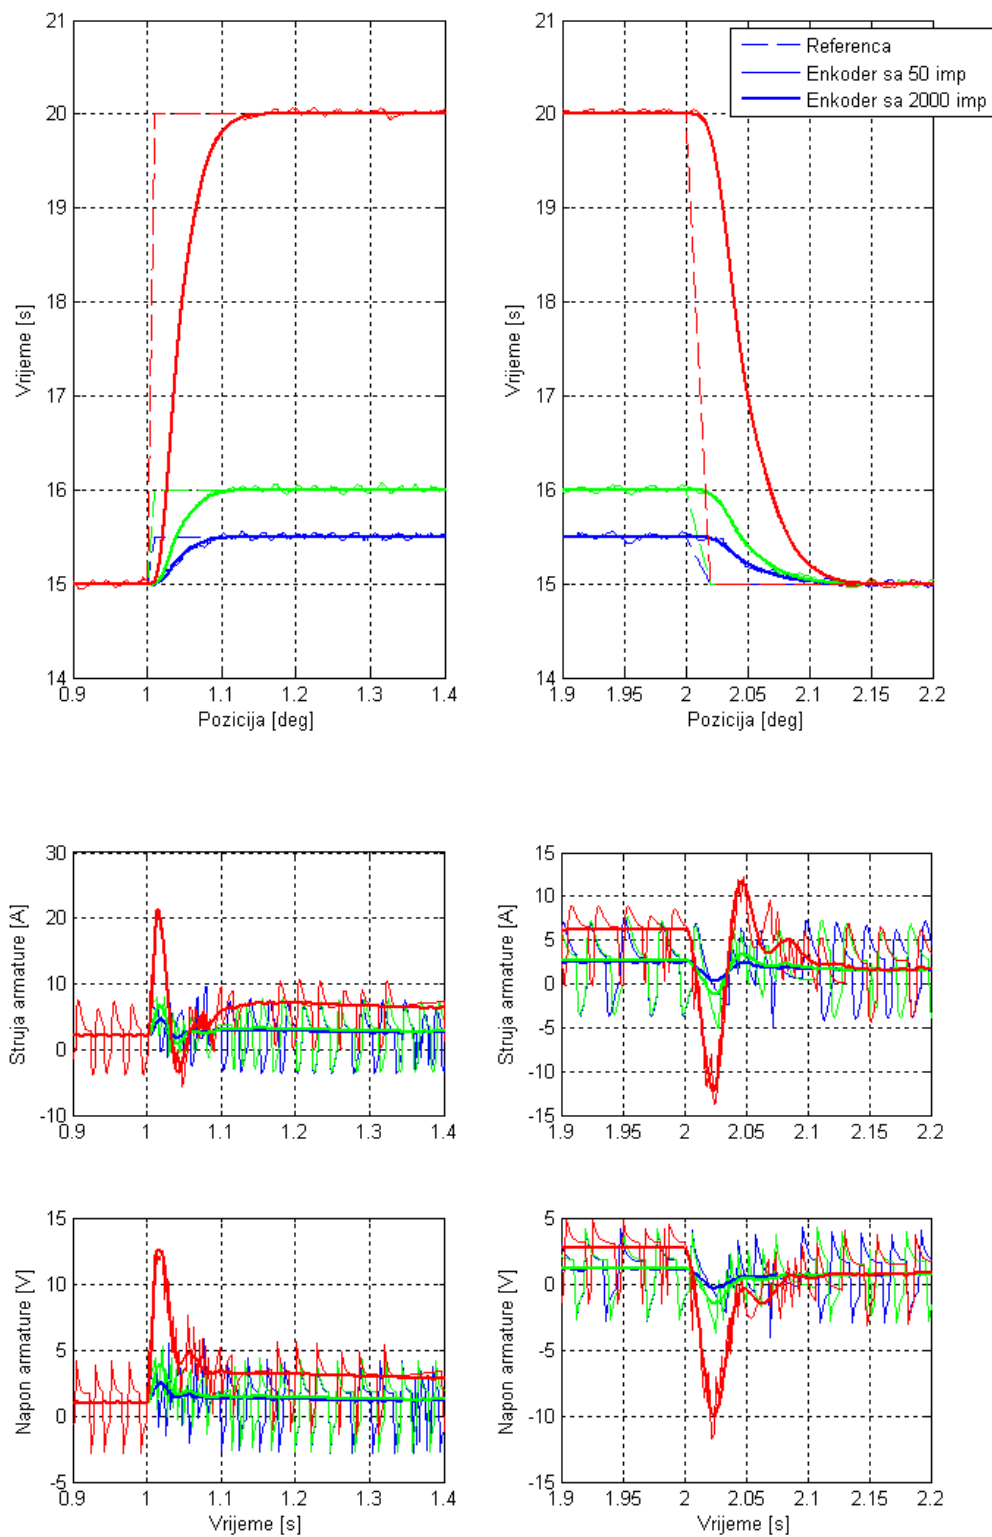 21
20
19
18
17
16
15
14
Vrijeme [s]
0.9 1 1.1 1.2 1.3 1.4
Pozicija [deg]
21
20
19
18
17
16
15
14
Vrijeme [s]
1.9 1.95 2 2.05 2.1 2.15 2.2
Pozicija [deg]
Referenca
Enkoder sa 50 imp
Enkoder sa 2000 imp
30
20
10
0
-10
Struja armature [A]
0.9 1 1.1 1.2 1.3 1.4
15
10
5
0
-5
-10
-15
Struja armature [A]
1.9 1.95 2 2.05 2.1 2.15 2.2
15
10
5
0
-5
Napon armature [V]
0.9 1 1.1 1.2 1.3 1.4
Vrijeme [s]
5
0
-5
-10
-15
Napon armature [V]
1.9 1.95 2 2.05 2.1 2.15 2.2
Vrijeme [s]